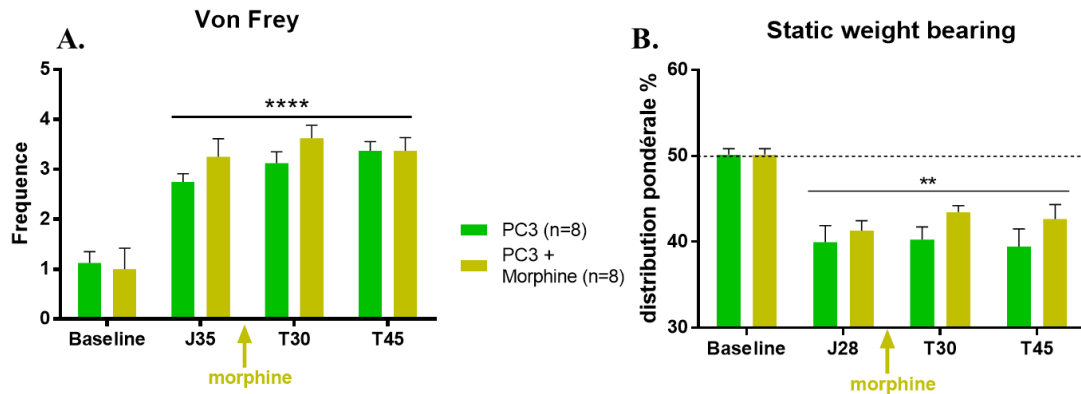 Von Frey
A.
Frequence
5
4
3
2
1
0
****
Baseline
J35
T30
T45
morphine
PC3 (n=8)
PC3 +
Morphine (n=8)
Static weight bearing
B.
distribution pondérale %
60
50
40
30
**
Baseline
J28
T30
T45
morphine